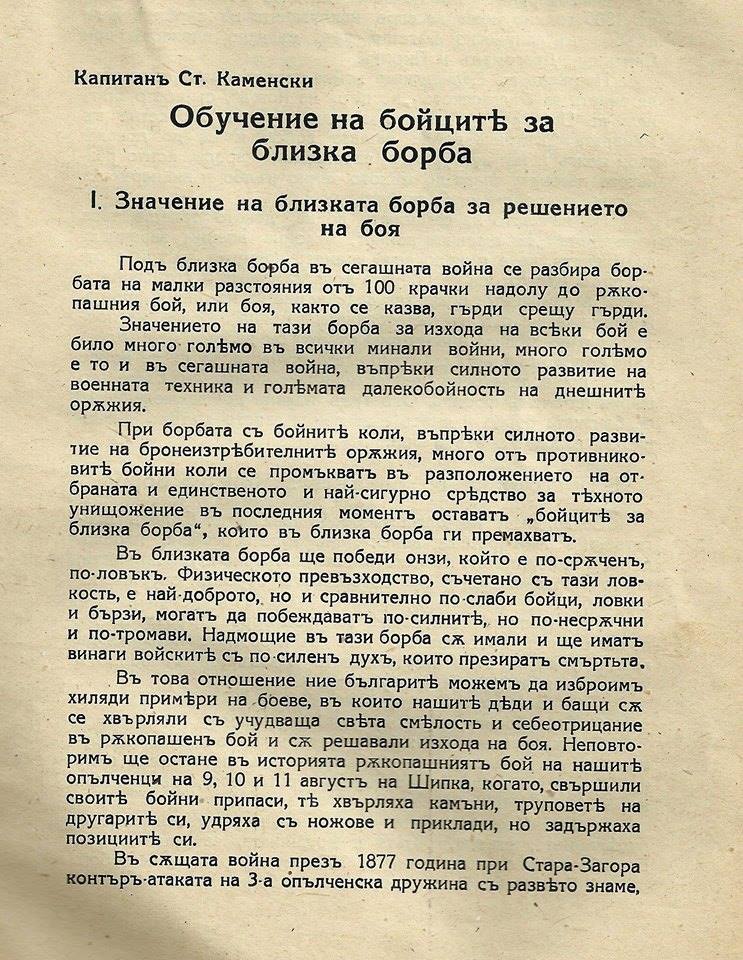 Капитанъ Ст. Каменски
Обучение на бойцитѣ за
близка борба
I. Значение на близката борба за решението
на боя
Подъ близка борба въ сегашната война се разбира бор-
бата на малки разстояния отъ 100 крачки надолу до рѫко-
пашния бой, или боя, както се казва, гърди срещу гърди.
Значението на тази борба за изхода на всѣки бой е
било много голѣмо въ всички минали войни, много голѣмо
е то и въ сегашната война, въпрѣки силното развитие на
военната техника и голѣмата далекобойность на днешнитѣ
орѫжия.
При борбата съ бойнитѣ коли, въпрѣки силното разви-
тие на бронеизтрѣбителнитѣ орѫжия, много отъ противнико-
витѣ бойни коли се промъкватъ въ разположението на от-
браната и единственото и най-сигурно срѣдство за тѣхното
унищожение въ последния моментъ оставатъ „бойцитѣ за
близка борба“, които въ близка борба ги премахватъ.
Въ близката борба ще победи онзи, който е по-срѫченъ,
по-ловъкъ. Физическото превъзходство, съчетано съ тази лов-
кость, е най-доброто, но и сравнително по-слаби бойци, ловки
и бързи, могатъ да побеждаватъ по-силнитѣ, но по-несрѫчни
и по-тромави. Надмощие въ тази борба сѫ имали и ще иматъ
винаги войскитѣ съ по-силенъ духъ, които презиратъ смъртьта.
Въ това отношение ние българитѣ можемъ да изброимъ
хиляди примѣри на боеве, въ които нашитѣ дѣди и бащи сѫ
се хвърляли съ учудваща свѣта смѣлость и себеотрицание
въ рѫкопашенъ бой и сѫ решавали изхода на боя. Неповто-
римъ ще остане въ историята рѫкопашниятъ бой на нашитѣ
опълченци на 9, 10 и 11 августъ на Шипка, когато, свършили
своитѣ бойни припаси, тѣ хвърляха камъни, труповетѣ на
другаритѣ си, удряха съ ножове и приклади, но задържаха
позициитѣ си.
Въ сѫщата война презъ 1877 година при Стара-Загора
контъръ-атаката на 3-а опълченска дружина съ развѣто знаме,